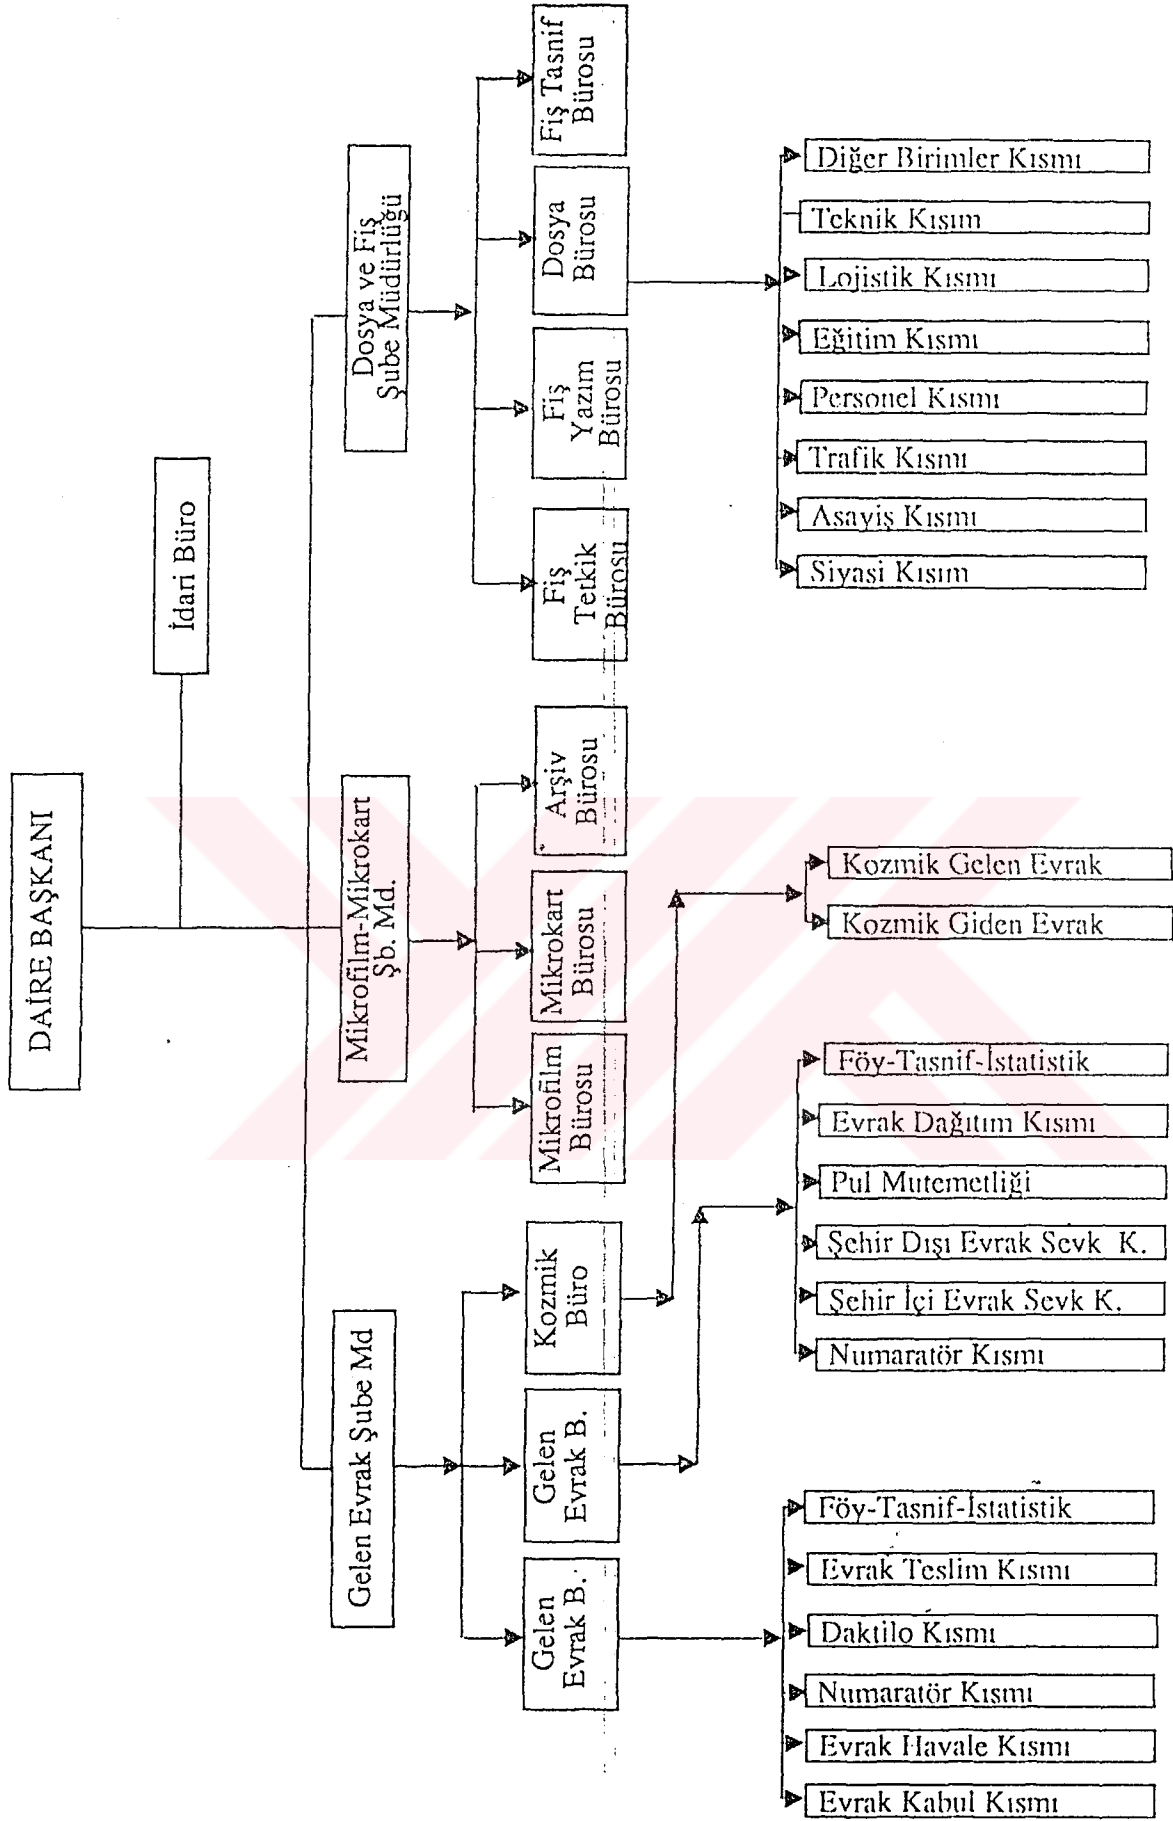 DAİRE BAŞKANI
İdari Büro
Gelen Evrak Şube Md
Mikrofilm-Mikrokart
Şb. Md.
Dosya ve Fiş
Şube Müdürlüğü
Gelen
Evrak B.
Gelen
Evrak B.
Kozmik
Büro
Mikrofilm
Bürosu
Mikrokart
Bürosu
Arşiv
Bürosu
Fiş
Tetkik
Bürosu
Fiş
Yazım
Bürosu
Dosya
Bürosu
Fiş Tasnif
Bürosu
Diğer Birimler Kısmı
Teknik Kısım
Lojistik Kısmı
Eğitim Kısmı
Personel Kısmı
Trafik Kısmı
Asayiş Kısmı
Siyasi Kısım
Kozmik Gelen Evrak
Kozmik Giden Evrak
Föy-Tasnif-İstatistik
Evrak Dağıtım Kısmı
Pul Mutemetliği
Şehir Dışı Evrak Sevk K.
Şehir İçi Evrak Sevk K.
Numaratör Kısmı
Föy-Tasnif-İstatistik
Evrak Teslim Kısmı
Daktilo Kısmı
Numaratör Kısmı
Evrak Havale Kısmı
Evrak Kabul Kısmı